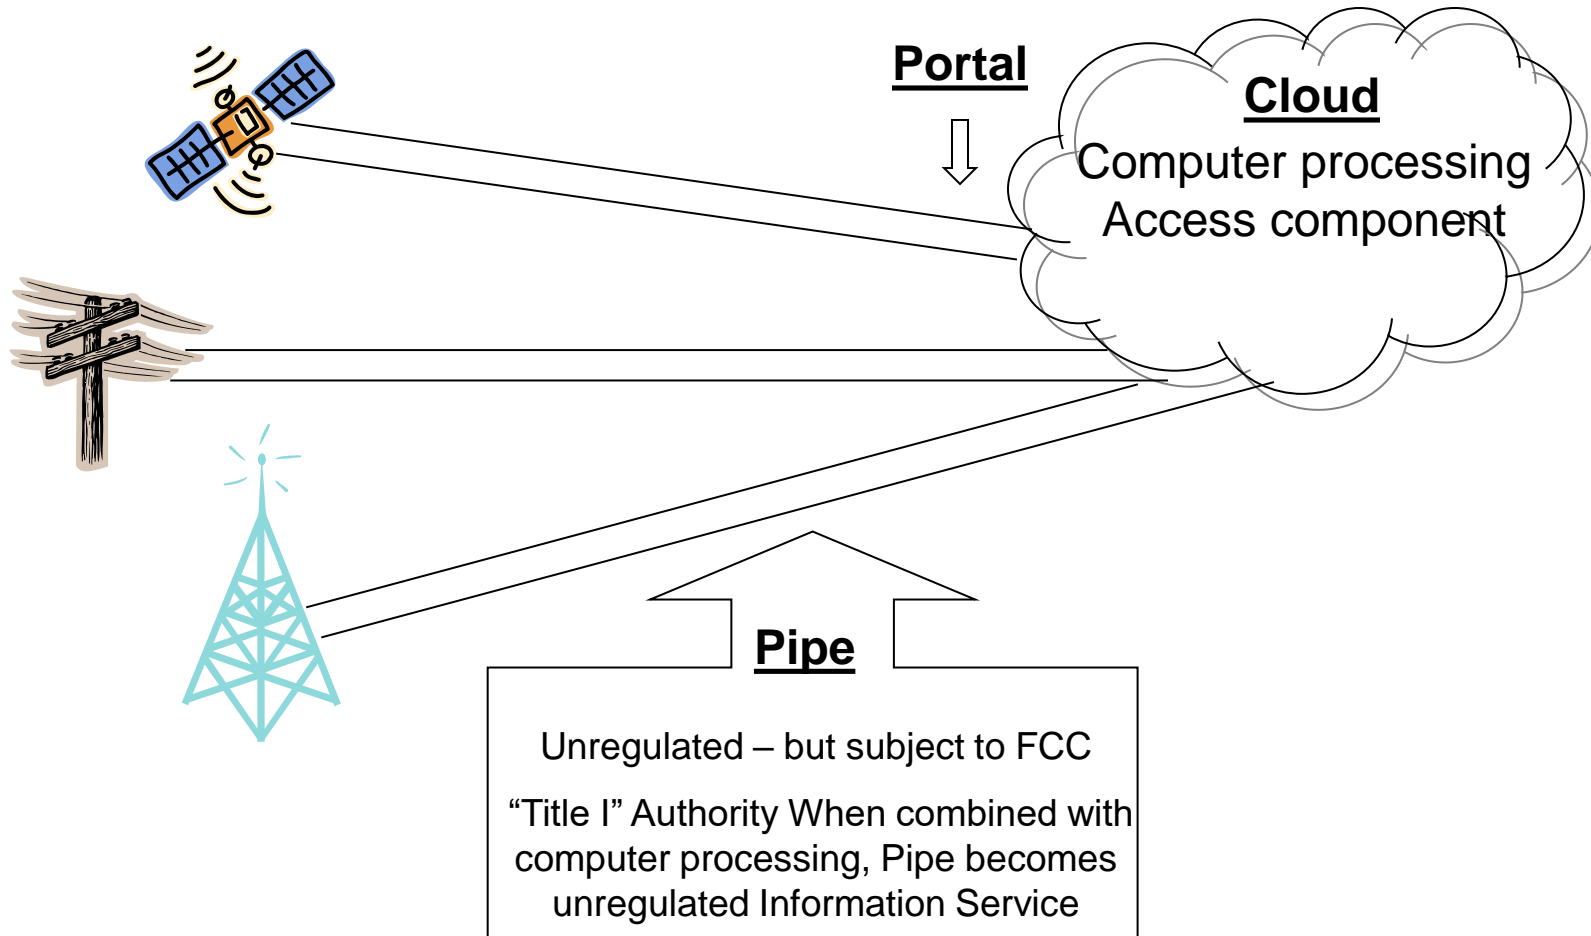 Portal
Cloud
Computer processing
Access component
Pipe
Unregulated – but subject to FCC
“Title I” Authority When combined with
computer processing, Pipe becomes
unregulated Information Service